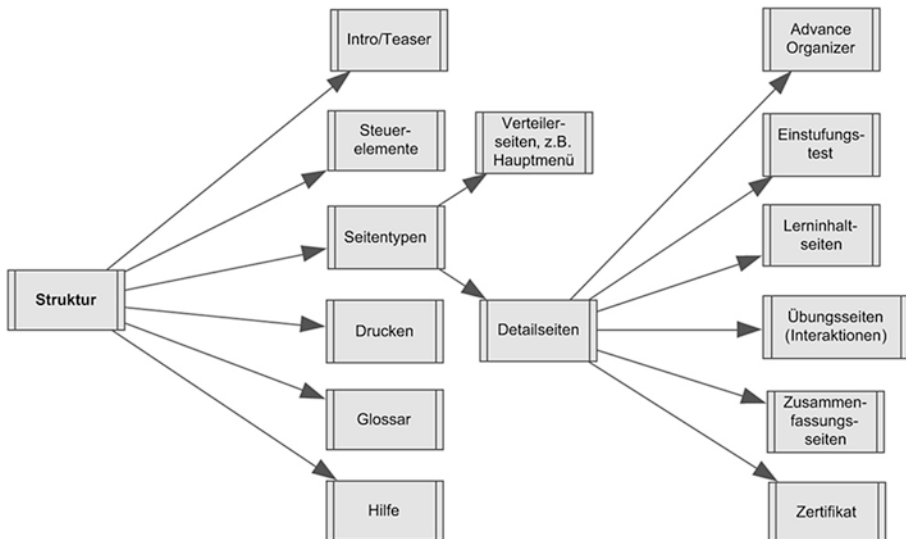 Intro/Teaser
Advance
Organizer
Steuer-
elemente
Verteiler-
seiten, z.B.
Hauptmenü
Einstufungs-
test
Seitentypen
Lerninhalt-
seiten
Struktur
Drucken
Detailseiten
Übungsseiten
(Interaktionen)
Glossar
Zusammen-
fassungs-
seiten
Hilfe
Zertifikat